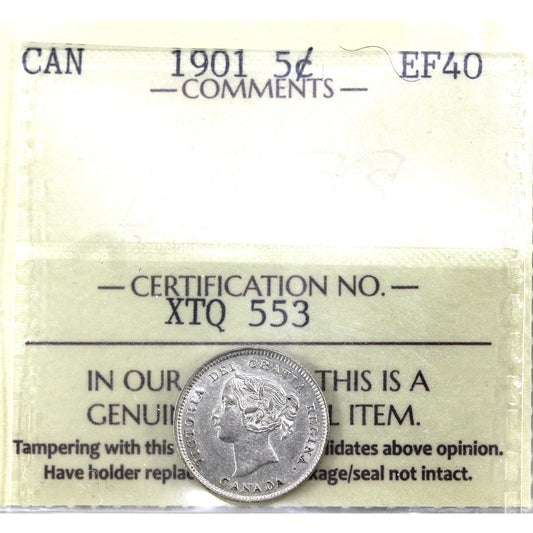 CAN 1901 5¢ EF40
— COMMENTS —
— CERTIFICATION NO. —
XTQ 553
IN OUR THIS IS A
GENUI L ITEM.
Tampering with this lidates above opinion.
Have holder replac kage/seal not intact.
VICTORIA DEI GRATIA REGINA.
CANADA